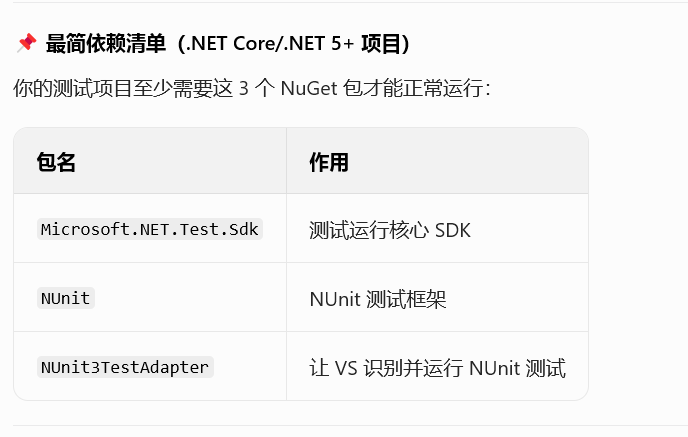 📌 最简依赖清单（.NET Core/.NET 5+ 项目）
你的测试项目至少需要这 3 个 NuGet 包才能正常运行：
包名 作用
Microsoft.NET.Test.Sdk 测试运行核心 SDK
NUnit NUnit 测试框架
NUnit3TestAdapter 让 VS 识别并运行 NUnit 测试